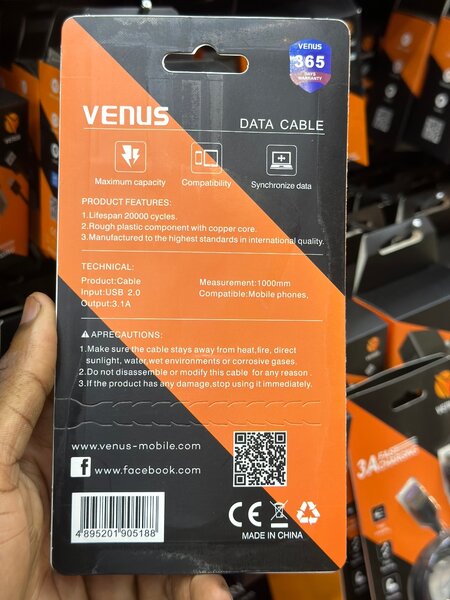 VENUS
365
DAYS
WARRANTY
VENUS
DATA CABLE
Maximum capacity
Compatibility
Synchronize data
PRODUCT FEATURES:
1.Lifespan 20000 cycles.
2.Rough plastic component with copper core.
3.Manufactured to the highest standards in international quality.
TECHNICAL:
Product:Cable
Measurement:1000mm
Input:USB 2.0
Compatible:Mobile phones,
Output:3.1A
APRECAUTIONS:
1.Make sure the cable stays away from heat,fire, direct
sunlight, water,wet environments or corrosive gases.
2.Do not disassemble or modify this cable for any reason .
3.If the product has any damage,stop using it immediately.
www.venus-mobile.com
f www.facebook.com
4 895201 905188
CE
MADE IN CHINA
3A FAST
CHARGING